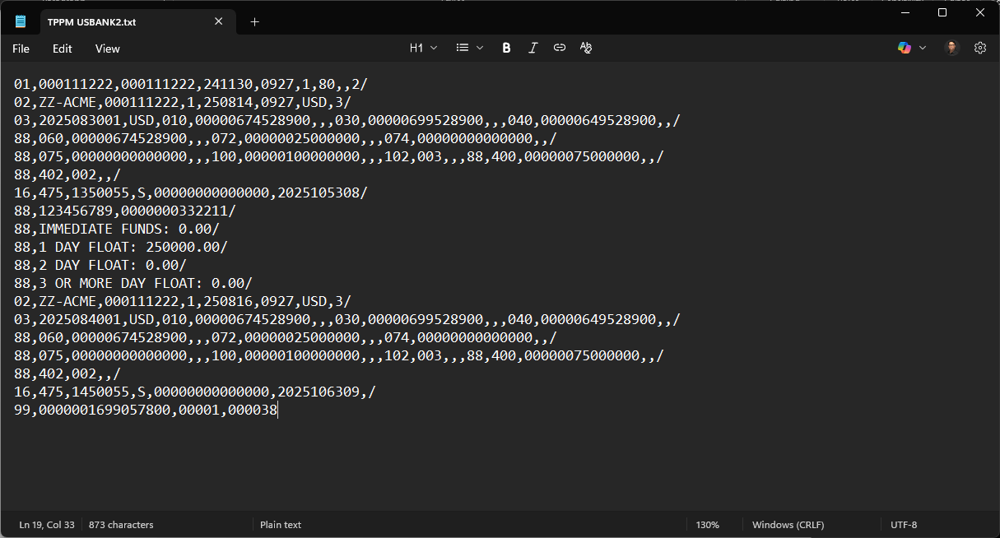 TPPM USBANK2.txt
File Edit View H1
01,000111222,000111222,241130,0927,1,80,,2/
02,ZZ-ACME,000111222,1,250814,0927,USD,3/
03,2025083001,USD,010,00000674528900,,,030,00000699528900,,,040,00000649528900,,/
88,060,00000674528900,,,072,00000025000000,,,074,00000000000000,,/
88,075,00000000000000,,,100,00000100000000,,,102,003,,,88,400,00000075000000,,/
88,402,002,,/
16,475,1350055,S,00000000000000,2025105308/
88,123456789,0000000332211/
88,IMMEDIATE FUNDS: 0.00/
88,1 DAY FLOAT: 250000.00/
88,2 DAY FLOAT: 0.00/
88,3 OR MORE DAY FLOAT: 0.00/
02,ZZ-ACME,000111222,1,250816,0927,USD,3/
03,2025084001,USD,010,00000674528900,,,030,00000699528900,,,040,00000649528900,,/
88,060,00000674528900,,,072,00000025000000,,,074,00000000000000,,/
88,075,00000000000000,,,100,00000100000000,,,102,003,,,88,400,00000075000000,,/
88,402,002,,/
16,475,1450055,S,00000000000000,2025106309,/
99,0000001699057800,00001,000038
Ln 19, Col 33 873 characters Plain text 130% Windows (CRLF) UTF-8